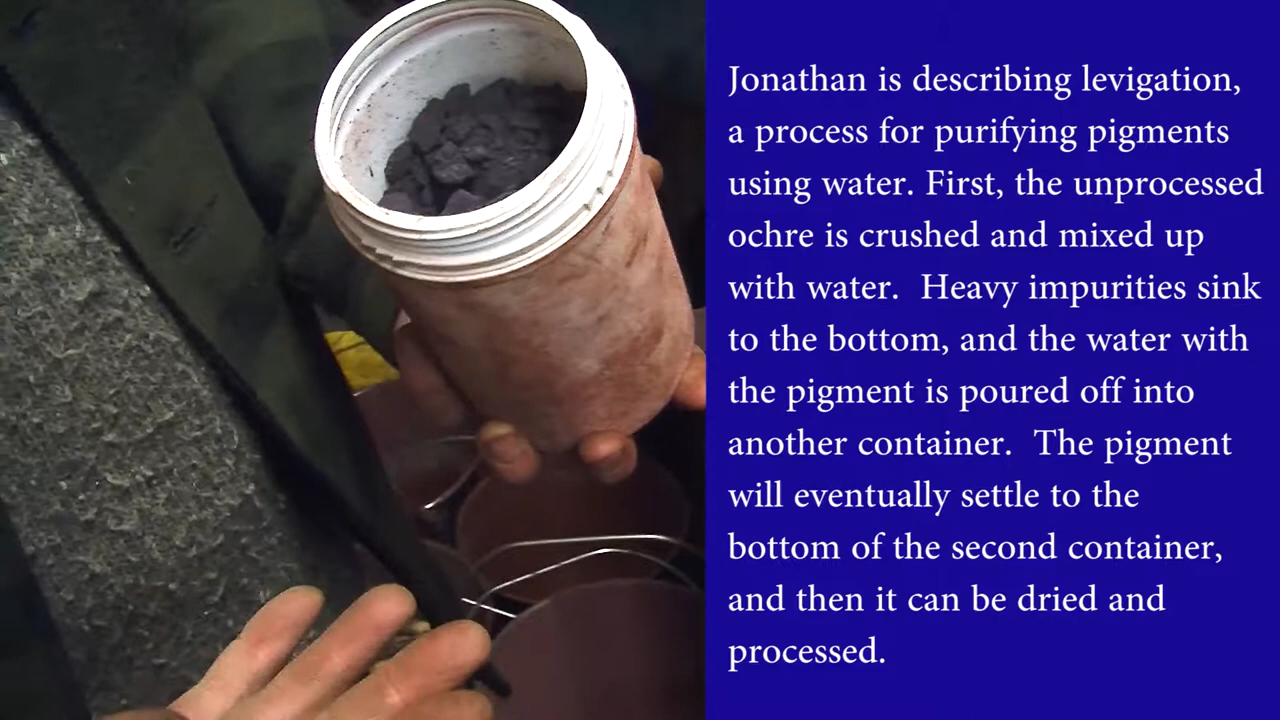 Jonathan is describing levigation,
a process for purifying pigments
using water. First, the unprocessed
ochre is crushed and mixed up
with water.  Heavy impurities sink
to the bottom, and the water with
the pigment is poured off into
another container.  The pigment
will eventually settle to the
bottom of the second container,
and then it can be dried and
processed.